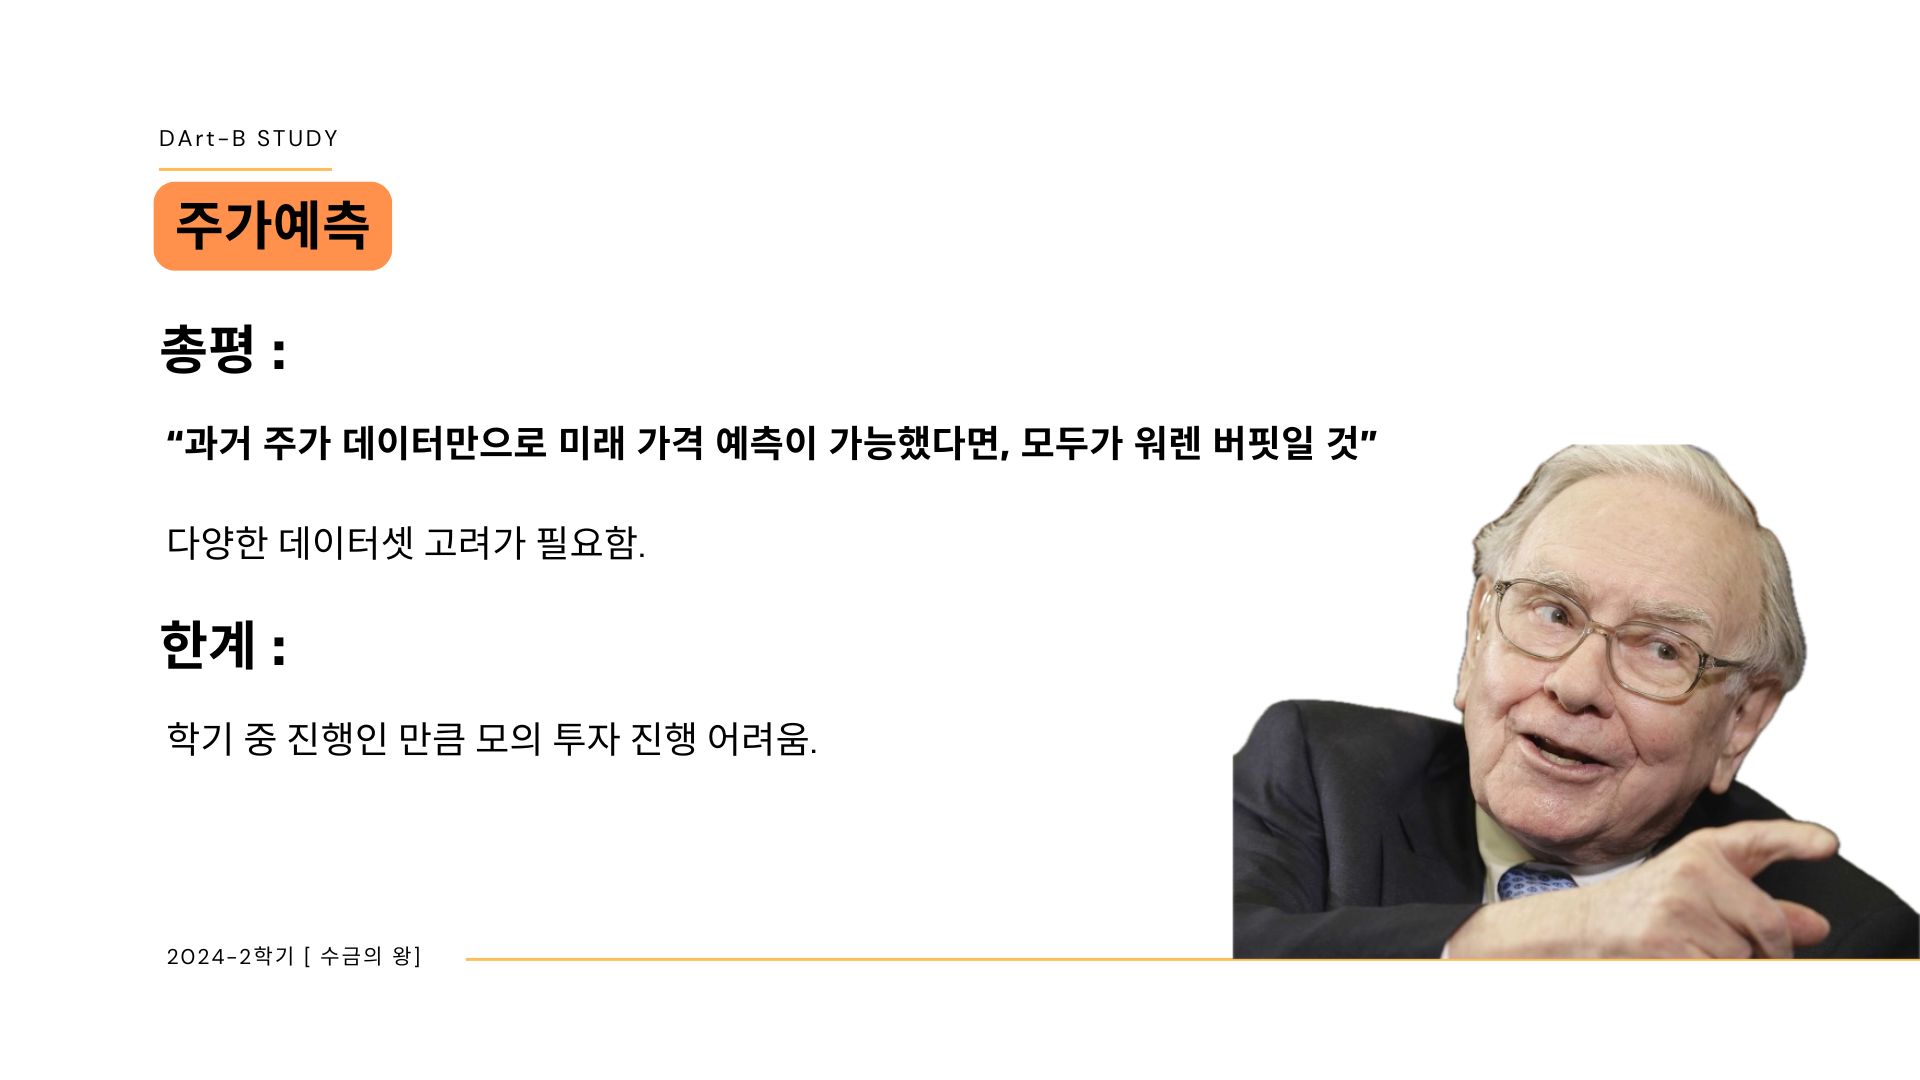 DArt-B STUDY
주가예측
총평 :
“과거 주가 데이터만으로 미래 가격 예측이 가능했다면, 모두가 워렌 버핏일 것”
다양한 데이터셋 고려가 필요함.
한계 :
학기 중 진행인 만큼 모의 투자 진행 어려움.
2024-2학기 [ 수금의 왕]